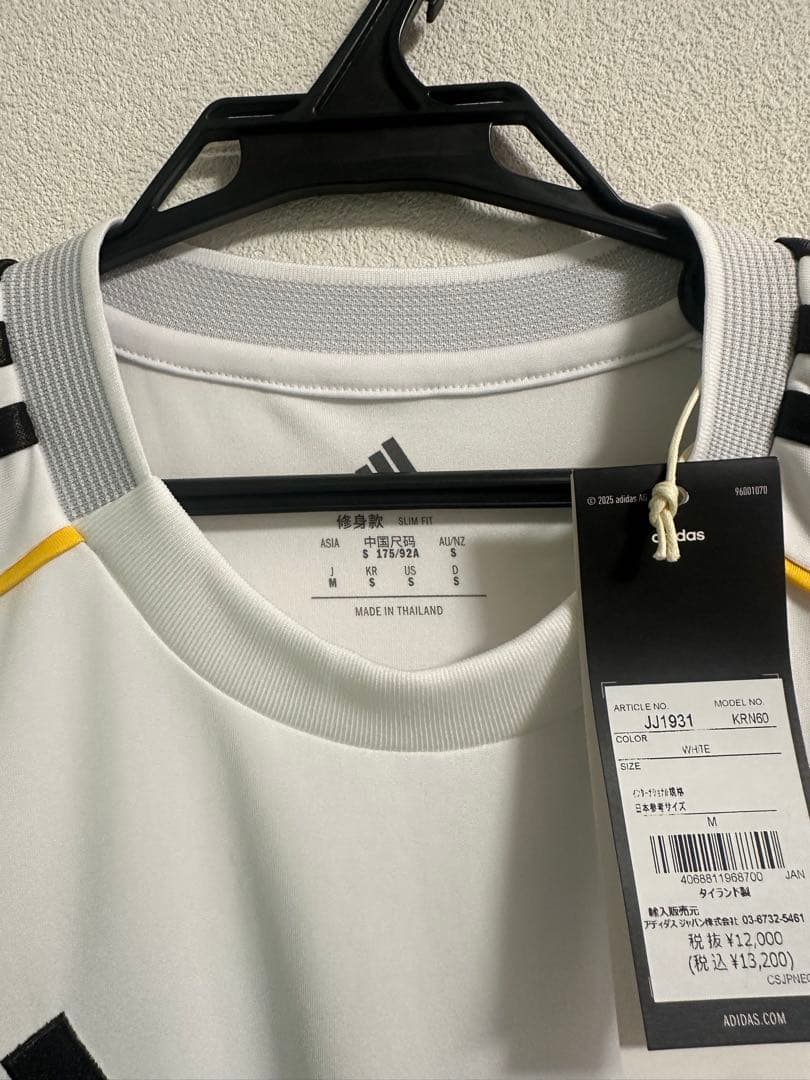 修身款 SLIM FIT
ASIA 中国尺码 AU/NZ
S 175/92A S
J KR US D
M S S S
MADE IN THAILAND
© 2025 adidas AG
96001070
adidas
ARTICLE NO. MODEL NO.
JJ1931 KRN60
COLOR
WHITE
SIZE
インターナショナル規格
日本参考サイズ
M
4068811968700 JAN
タイランド製
輸入販売元
アディダス ジャパン株式会社 03-6732-5461
税抜¥12,000
(税込¥13,200)
CSJPNEO
ADIDAS.COM